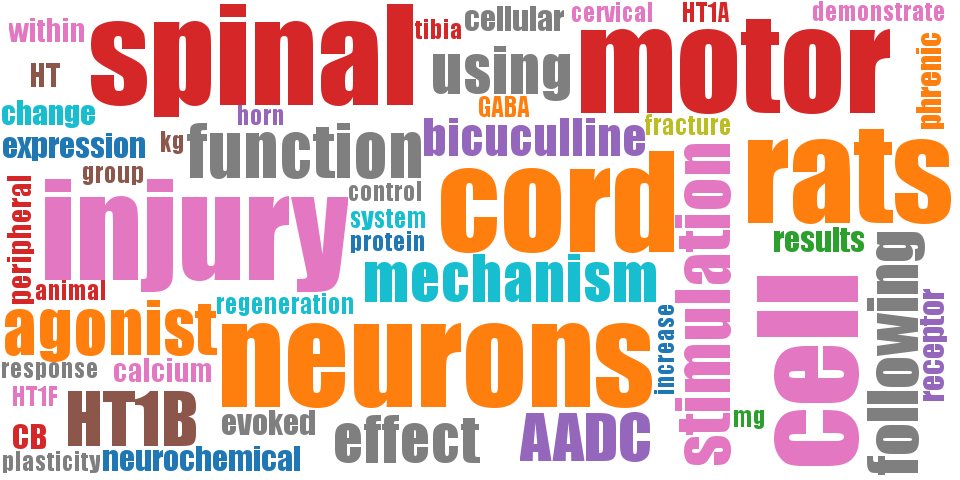 within
spinal
tibia
cellular
cervical
HT1A
demonstrate
HT
using
motor
phrenic
change
horn
GABA
fracture
expression
kg
function
bicuculline
rats
group
control
cord
stimulation
peripheral
injury
system
protein
results
mechanism
following
animal
regeneration
agonist
neurons
increase
cell
receptor
response
calcium
HT1F
HT1B
evoked
effect
AADC
mg
CB
plasticity
neurochemical